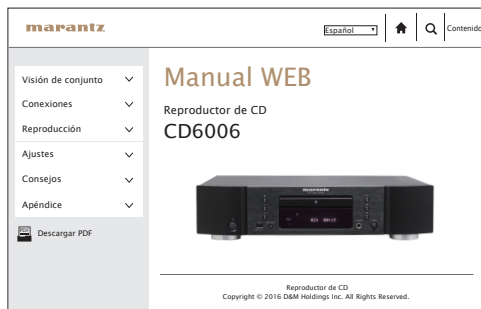 marantz
Español
Contenido
Visión de conjunto
Conexiones
Reproducción
Ajustes
Consejos
Apéndice
Descargar PDF
Manual WEB
Reproductor de CD
CD6006
marantz
Reproductor de CD
Copyright © 2016 D&M Holdings Inc. All Rights Reserved.